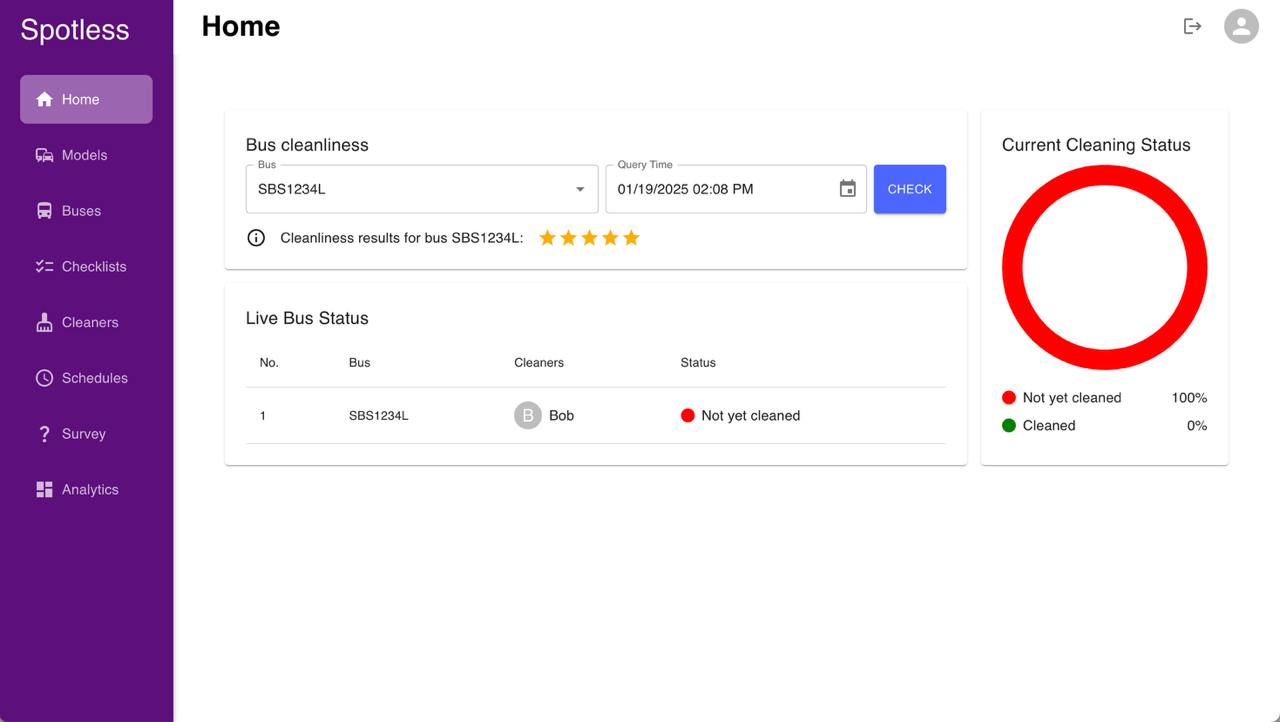 Spotless
Home
Home
Models
Buses
Checklists
Cleaners
Schedules
? Survey
Analytics
Bus cleanliness
Bus
SBS1234L
Query Time
01/19/2025 02:08 PM
CHECK
Cleanliness results for bus SBS1234L:
Live Bus Status
No. Bus Cleaners Status
1 SBS1234L B Bob Not yet cleaned
Current Cleaning Status
Not yet cleaned 100%
Cleaned 0%